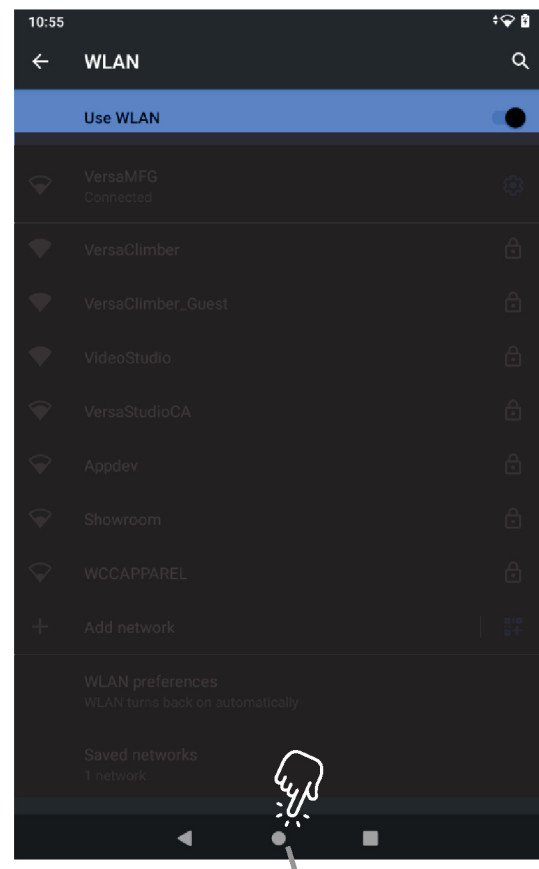 10:55
WLAN
Use WLAN
VersaMFG
Connected
VersaClimber
VersaClimber_Guest
VideoStudio
VersaStudioCA
Appdev
Showroom
WCCAPPAREL
Add network
WLAN preferences
WLAN turns back on automatically
Saved networks
1 network